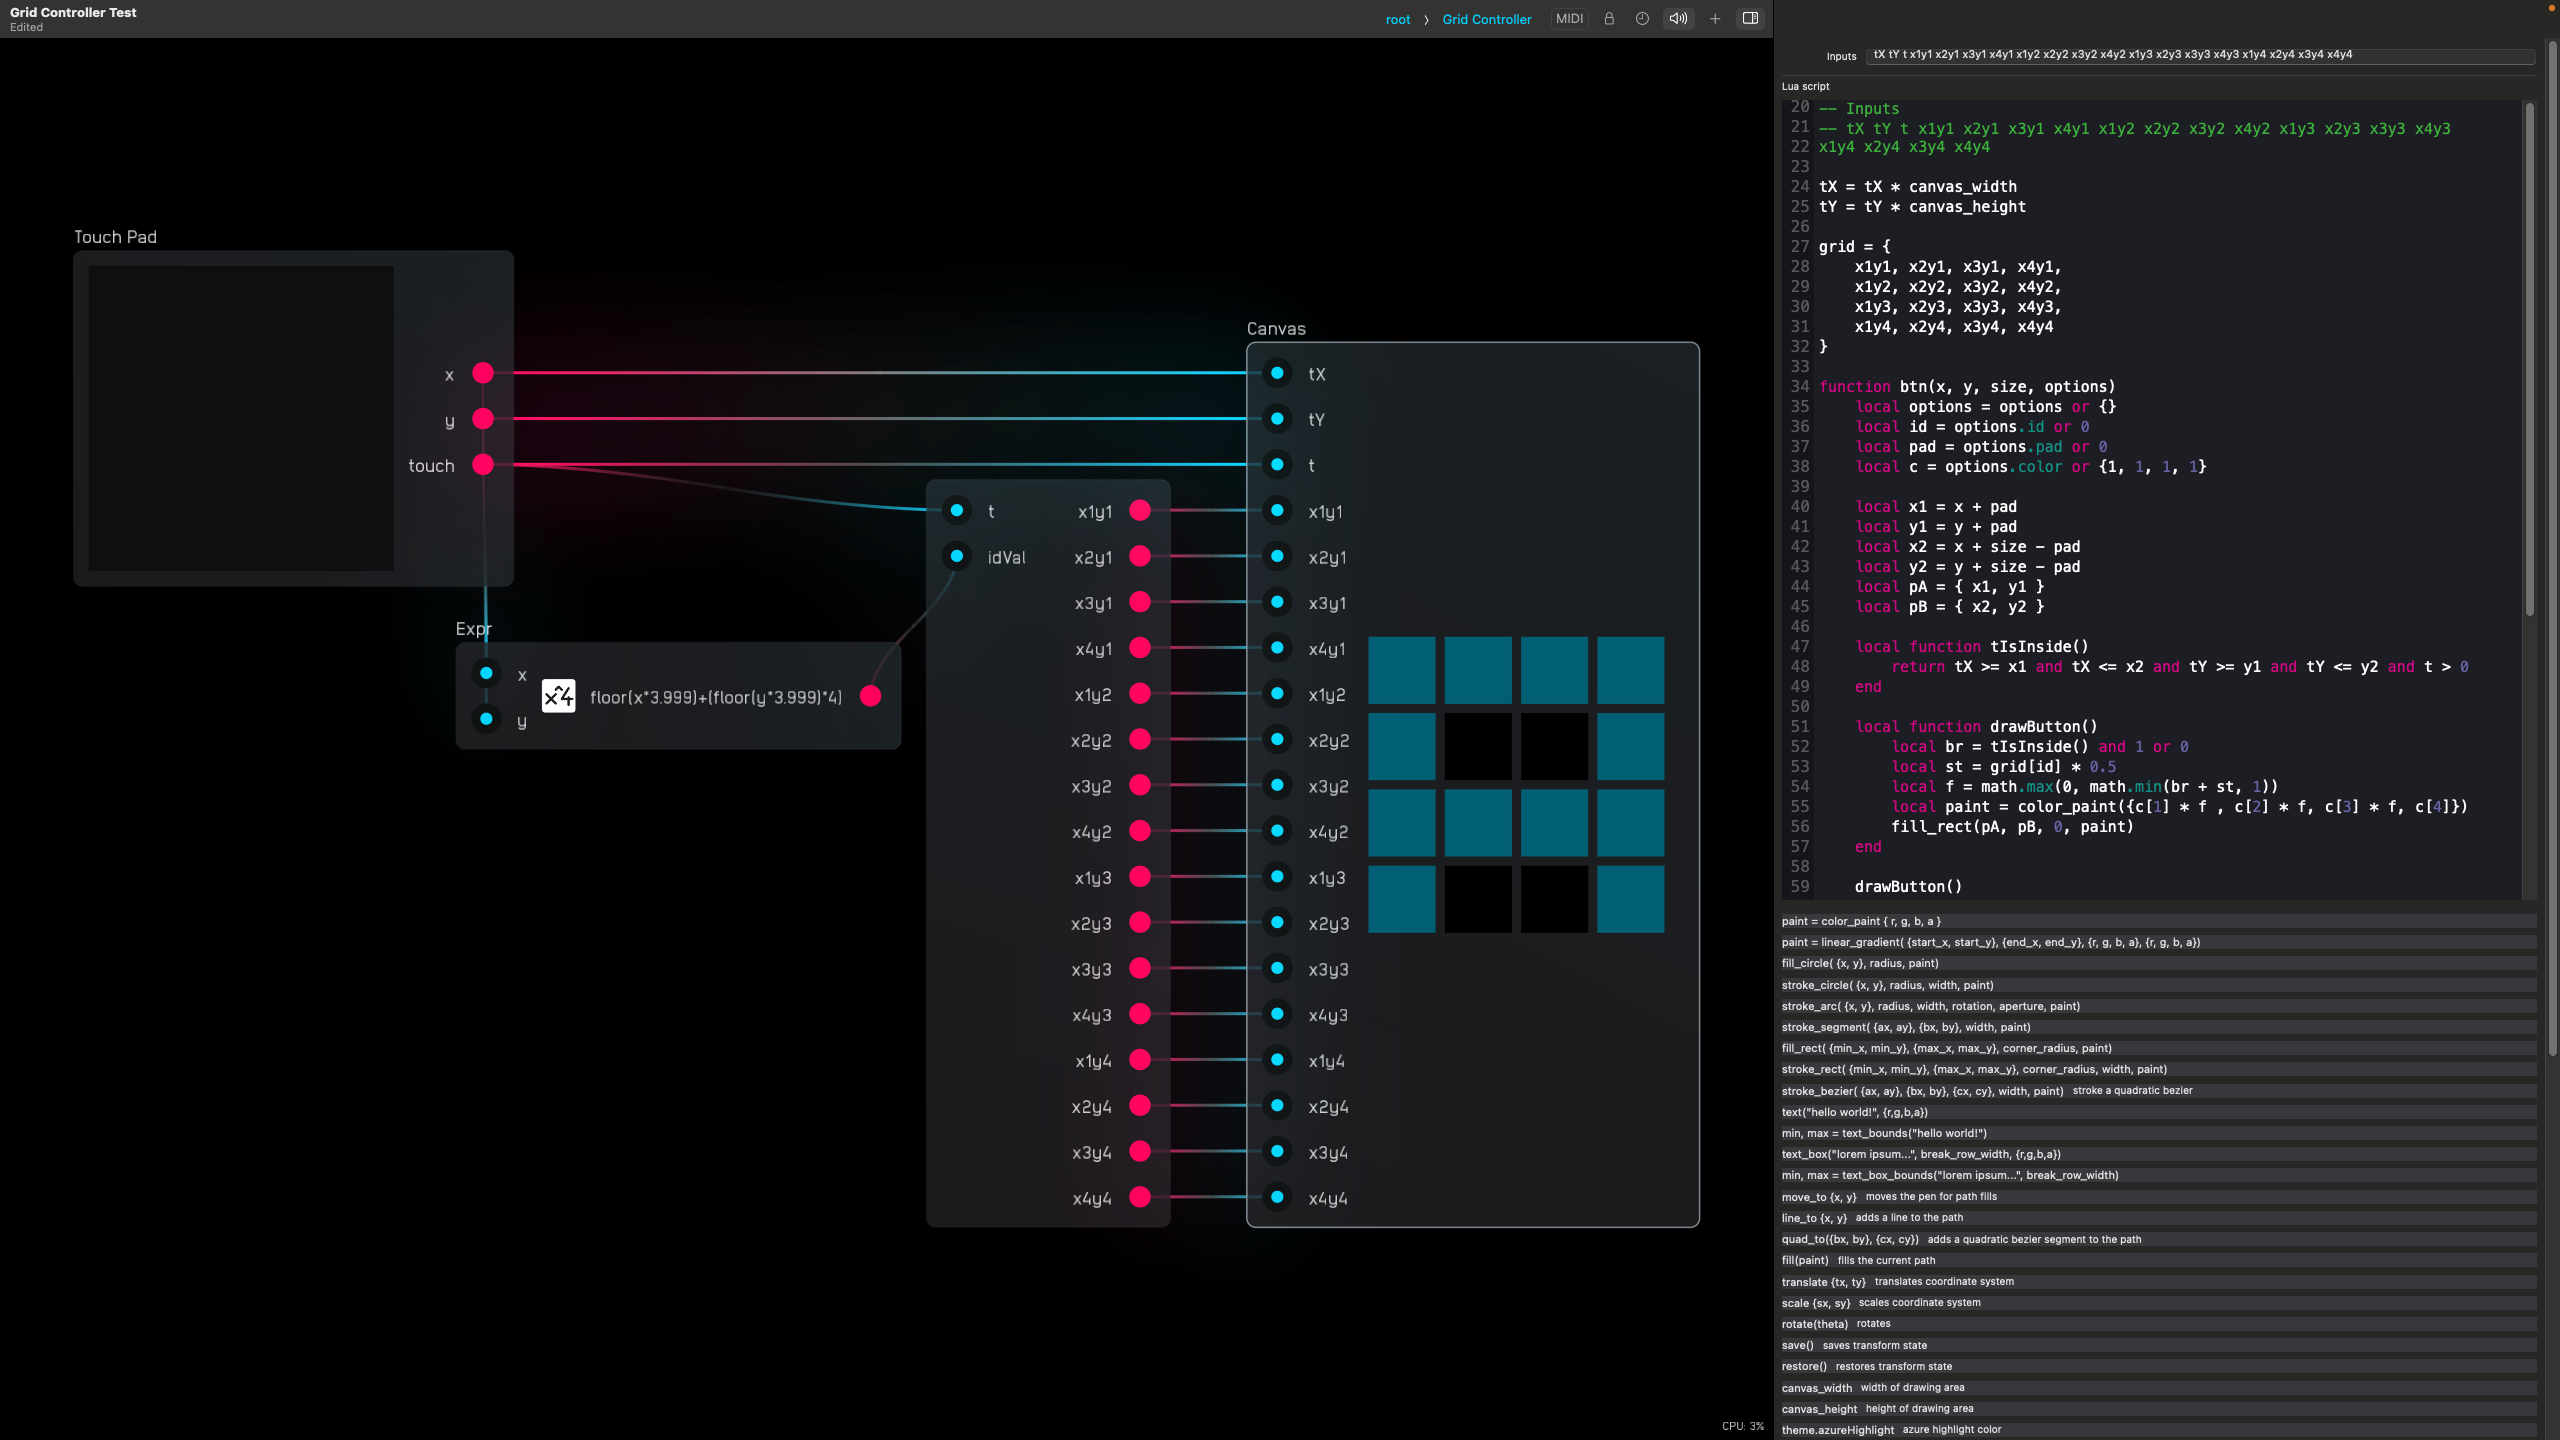 Grid Controller Test
Edited
root › Grid Controller
MIDI
Touch Pad
x
y
touch
Expr
x
y
x^4
floor(x*3.999)+(floor(y*3.999)*4)
t
idVal
x1y1
x2y1
x3y1
x4y1
x1y2
x2y2
x3y2
x4y2
x1y3
x2y3
x3y3
x4y3
x1y4
x2y4
x3y4
x4y4
Canvas
tX
tY
t
x1y1
x2y1
x3y1
x4y1
x1y2
x2y2
x3y2
x4y2
x1y3
x2y3
x3y3
x4y3
x1y4
x2y4
x3y4
x4y4
CPU: 3%
Inputs tX tY t x1y1 x2y1 x3y1 x4y1 x1y2 x2y2 x3y2 x4y2 x1y3 x2y3 x3y3 x4y3 x1y4 x2y4 x3y4 x4y4
Lua script
20 -- Inputs
21 -- tX tY t x1y1 x2y1 x3y1 x4y1 x1y2 x2y2 x3y2 x4y2 x1y3 x2y3 x3y3 x4y3
22 x1y4 x2y4 x3y4 x4y4
23
24 tX = tX * canvas_width
25 tY = tY * canvas_height
26
27 grid = {
28 x1y1, x2y1, x3y1, x4y1,
29 x1y2, x2y2, x3y2, x4y2,
30 x1y3, x2y3, x3y3, x4y3,
31 x1y4, x2y4, x3y4, x4y4
32 }
33
34 function btn(x, y, size, options)
35 local options = options or {}
36 local id = options.id or 0
37 local pad = options.pad or 0
38 local c = options.color or {1, 1, 1, 1}
39
40 local x1 = x + pad
41 local y1 = y + pad
42 local x2 = x + size - pad
43 local y2 = y + size - pad
44 local pA = { x1, y1 }
45 local pB = { x2, y2 }
46
47 local function tIsInside()
48 return tX >= x1 and tX <= x2 and tY >= y1 and tY <= y2 and t > 0
49 end
50
51 local function drawButton()
52 local br = tIsInside() and 1 or 0
53 local st = grid[id] * 0.5
54 local f = math.max(0, math.min(br + st, 1))
55 local paint = color_paint({c[1] * f , c[2] * f, c[3] * f, c[4]})
56 fill_rect(pA, pB, 0, paint)
57 end
58
59 drawButton()
paint = color_paint { r, g, b, a }
paint = linear_gradient( {start_x, start_y}, {end_x, end_y}, {r, g, b, a}, {r, g, b, a})
fill_circle( {x, y}, radius, paint)
stroke_circle( {x, y}, radius, width, paint)
stroke_arc( {x, y}, radius, width, rotation, aperture, paint)
stroke_segment( {ax, ay}, {bx, by}, width, paint)
fill_rect( {min_x, min_y}, {max_x, max_y}, corner_radius, paint)
stroke_rect( {min_x, min_y}, {max_x, max_y}, corner_radius, width, paint)
stroke_bezier( {ax, ay}, {bx, by}, {cx, cy}, width, paint) stroke a quadratic bezier
text("hello world!", {r,g,b,a})
min, max = text_bounds("hello world!")
text_box("lorem ipsum...", break_row_width, {r,g,b,a})
min, max = text_box_bounds("lorem ipsum...", break_row_width)
move_to {x, y} moves the pen for path fills
line_to {x, y} adds a line to the path
quad_to({bx, by}, {cx, cy}) adds a quadratic bezier segment to the path
fill(paint) fills the current path
translate {tx, ty} translates coordinate system
scale {sx, sy} scales coordinate system
rotate(theta) rotates
save() saves transform state
restore() restores transform state
canvas_width width of drawing area
canvas_height height of drawing area
theme.azureHighlight azure highlight color